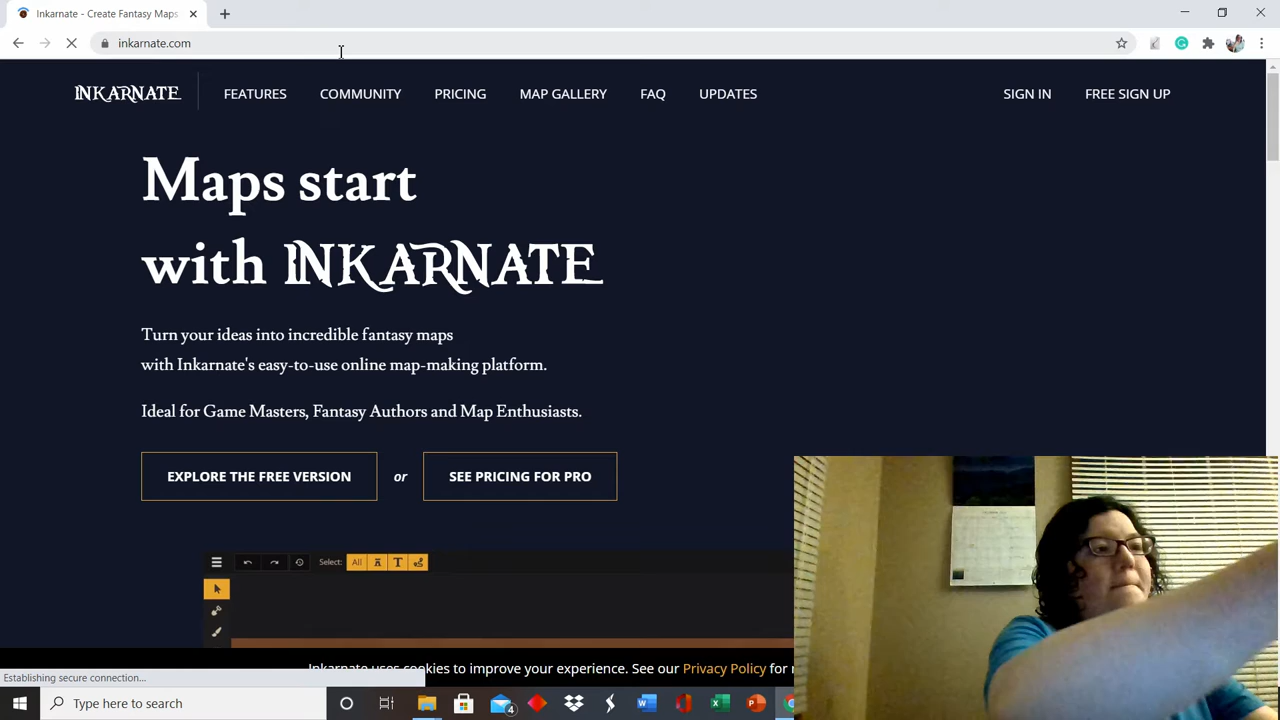 Inkarnate - Create Fantasy Maps
inkarnate.com
INKARNATE
FEATURES
COMMUNITY
PRICING
MAP GALLERY
FAQ
UPDATES
SIGN IN
FREE SIGN UP
Maps start
with INKARNATE
Turn your ideas into incredible fantasy maps
with Inkarnate's easy-to-use online map-making platform.
Ideal for Game Masters, Fantasy Authors and Map Enthusiasts.
EXPLORE THE FREE VERSION or SEE PRICING FOR PRO
Select: All T
Inkarnate uses cookies to improve your experience. See our Privacy Policy for
Establishing secure connection...
Type here to search
4